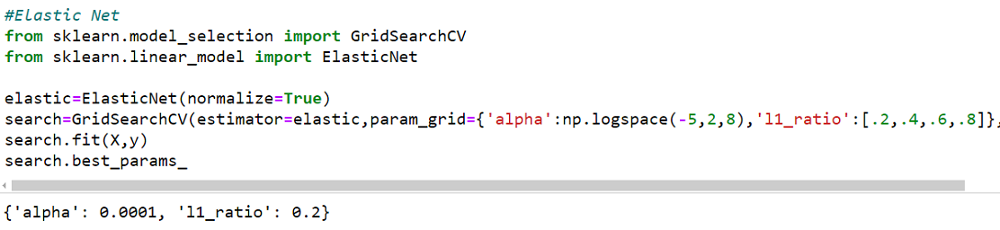 #Elastic Net
from sklearn.model_selection import GridSearchCV
from sklearn.linear_model import ElasticNet
elastic=ElasticNet(normalize=True)
search=GridSearchCV(estimator=elastic,param_grid={'alpha':np.logspace(-5,2,8),'l1_ratio':[.2,.4,.6,.8]},
search.fit(X,y)
search.best_params_
{'alpha': 0.0001, 'l1_ratio': 0.2}